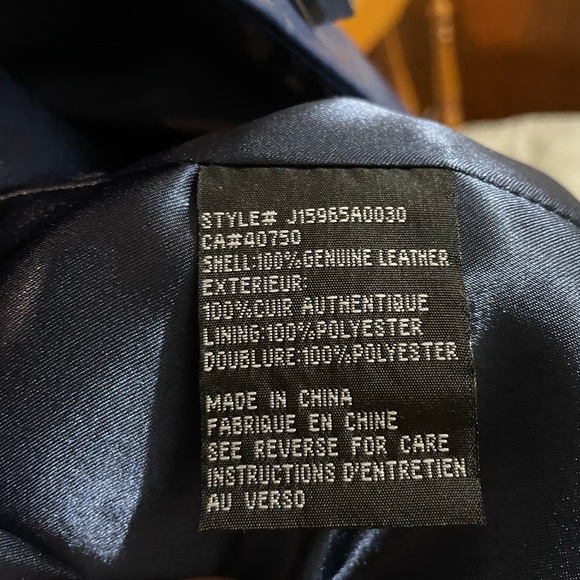 STYLE# J15965A0030
CA#40750
SHELL:100%GENUINE LEATHER
EXTERIEUR:
100%CUIR AUTHENTIQUE
LINING:100%POLYESTER
DOUBLURE:100%POLYESTER
MADE IN CHINA
FABRIQUE EN CHINE
SEE REVERSE FOR CARE
INSTRUCTIONS D'ENTRETIEN
AU VERSO